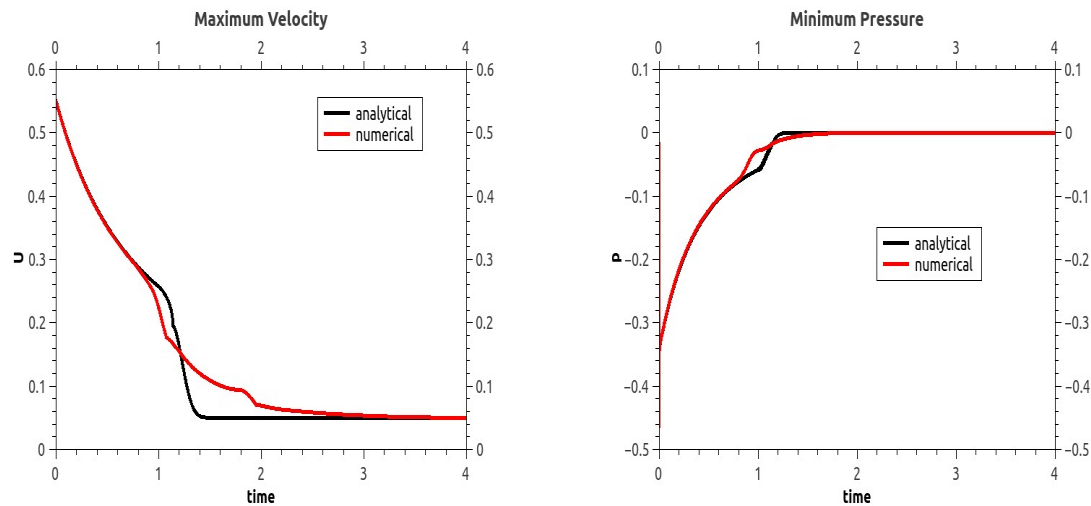 Maximum Velocity
0 1 2 3 4
0.6 0.6
analytical
numerical
0.5 0.5
0.4 0.4
0.3 0.3
U
0.2 0.2
0.1 0.1
0 0
0 1 2 3 4
time
Minimum Pressure
0 1 2 3 4
0.1 0.1
0 0
−0.1 −0.1
analytical
numerical
P −0.2 −0.2
−0.3 −0.3
−0.4 −0.4
−0.5 −0.5
0 1 2 3 4
time